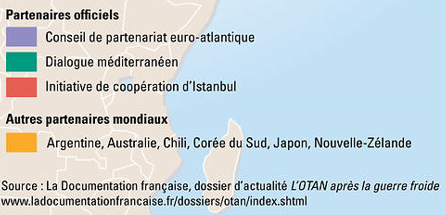 Partenaires officiels
Conseil de partenariat euro-atlantique
Dialogue méditerranéen
Initiative de coopération d'Istanbul
Autres partenaires mondiaux
Argentine, Australie, Chili, Corée du Sud, Japon, Nouvelle-Zélande
Source : La Documentation française, dossier d'actualité L'OTAN après la guerre froide
www.ladocumentationfrancaise.fr/dossiers/otan/index.shtml